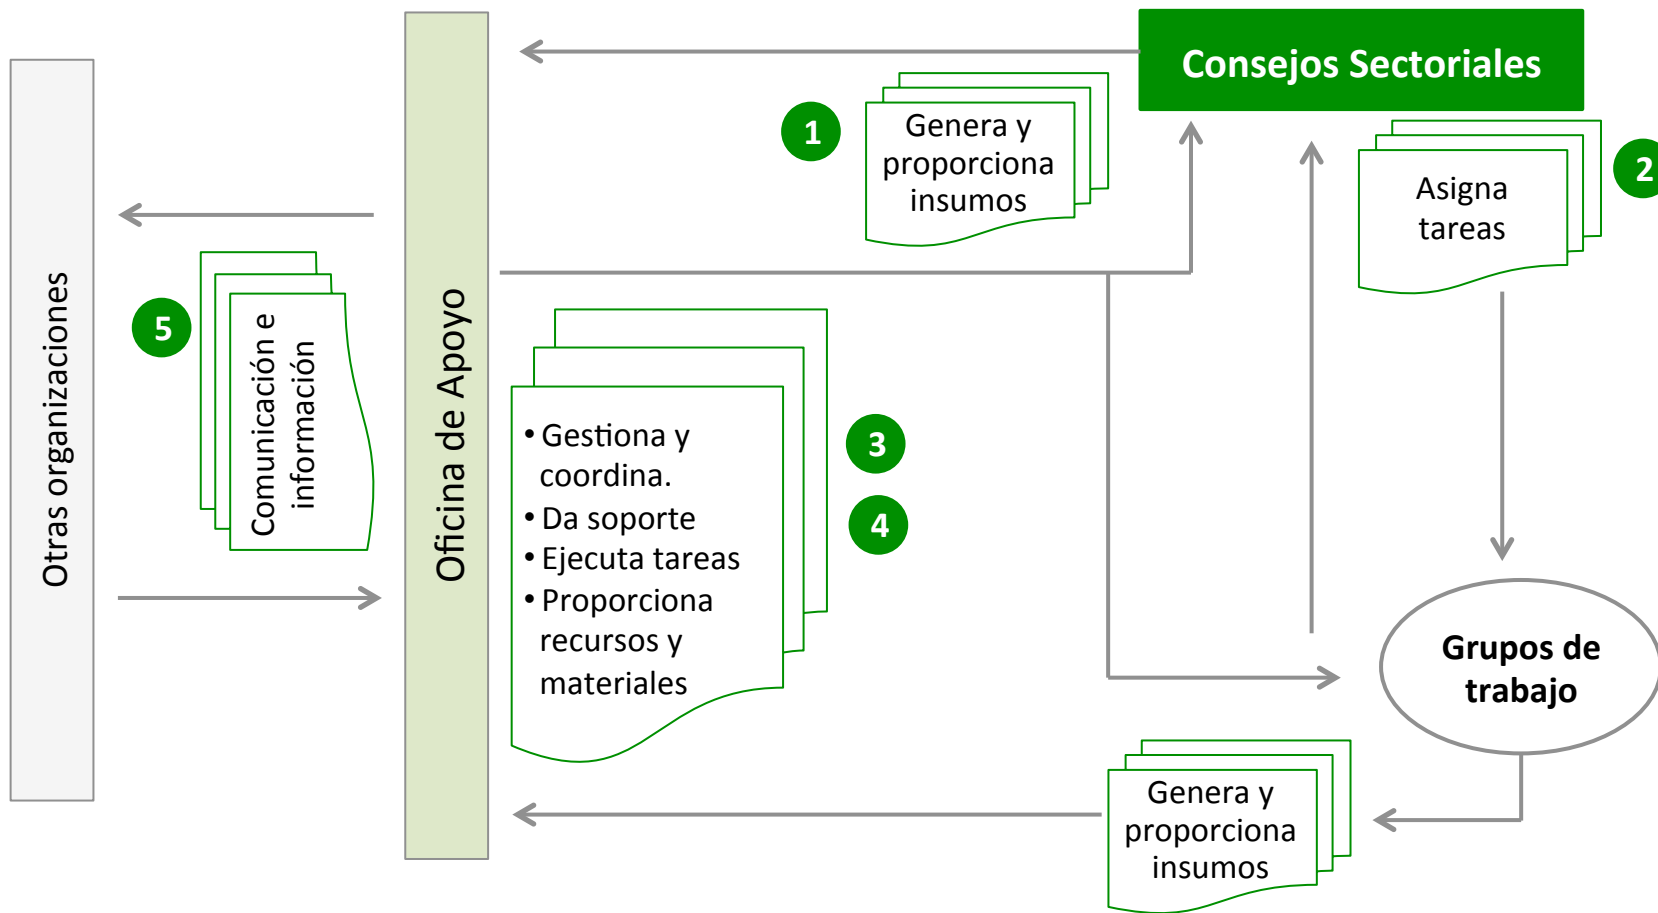 Consejos Sectoriales
1
Genera y
proporciona
insumos
2
Asigna
tareas
Otras organizaciones
5
Comunicación e
información
Oficina de Apoyo
• Gestiona y
coordina.
• Da soporte
• Ejecuta tareas
• Proporciona
recursos y
materiales
3
4
Grupos de
trabajo
Genera y
proporciona
insumos